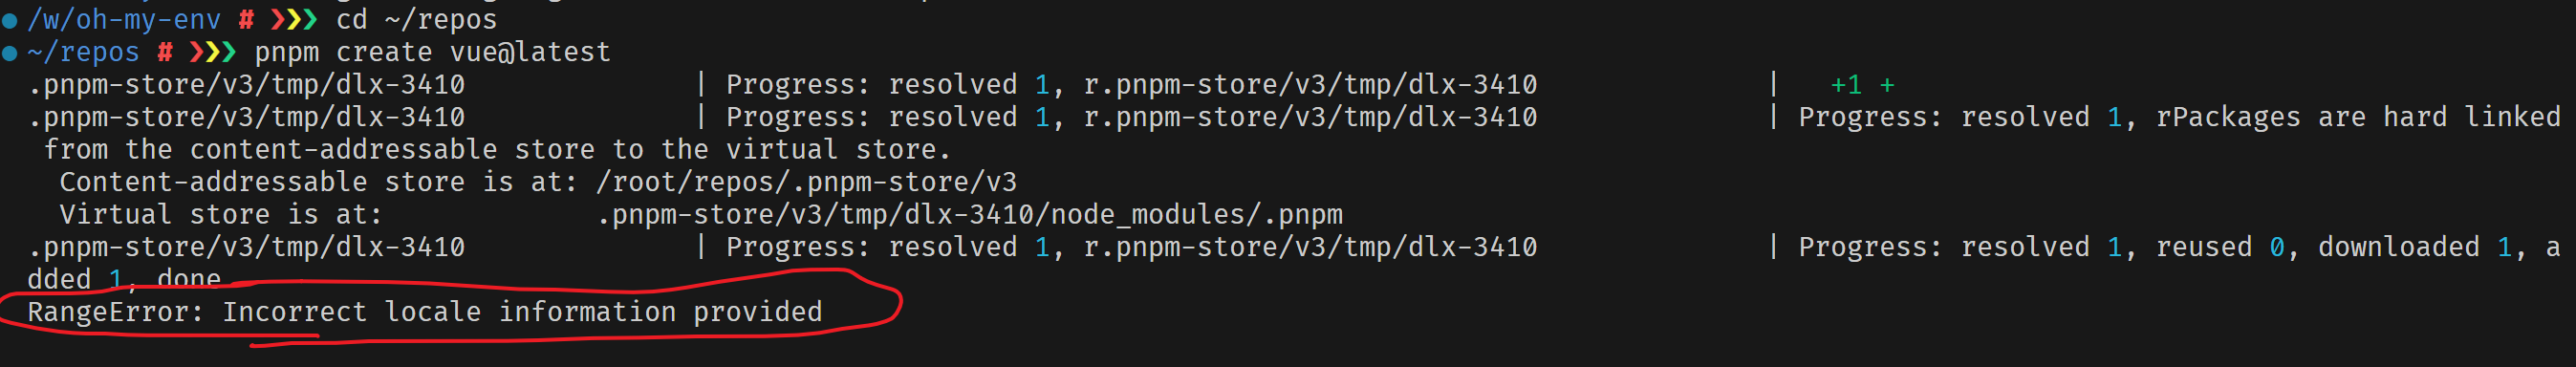 /w/oh-my-env # ❯❯❯ cd ~/repos
~/repos # ❯❯❯ pnpm create vue@latest
.pnpm-store/v3/tmp/dlx-3410 | Progress: resolved 1, r.pnpm-store/v3/tmp/dlx-3410 | +1 +
.pnpm-store/v3/tmp/dlx-3410 | Progress: resolved 1, r.pnpm-store/v3/tmp/dlx-3410 | Progress: resolved 1, rPackages are hard linked
from the content-addressable store to the virtual store.
Content-addressable store is at: /root/repos/.pnpm-store/v3
Virtual store is at: .pnpm-store/v3/tmp/dlx-3410/node_modules/.pnpm
.pnpm-store/v3/tmp/dlx-3410 | Progress: resolved 1, r.pnpm-store/v3/tmp/dlx-3410 | Progress: resolved 1, reused 0, downloaded 1, a
dded 1, done
RangeError: Incorrect locale information provided